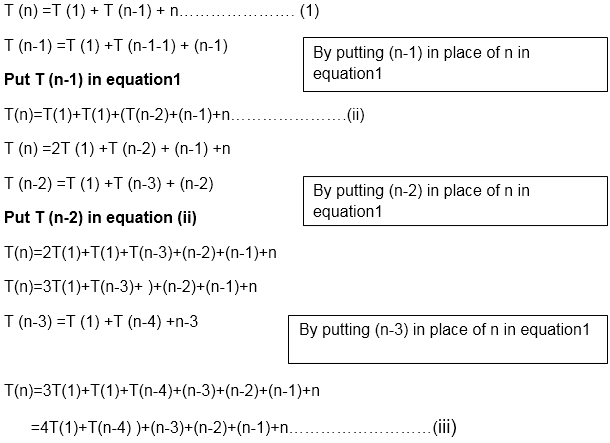 T (n) =T (1) + T (n-1) + n…………………. (1)
T (n-1) =T (1) +T (n-1-1) + (n-1)
By putting (n-1) in place of n in
equation1
Put T (n-1) in equation1
T(n)=T(1)+T(1)+(T(n-2)+(n-1)+n………………….(ii)
T (n) =2T (1) +T (n-2) + (n-1) +n
T (n-2) =T (1) +T (n-3) + (n-2)
By putting (n-2) in place of n in
equation1
Put T (n-2) in equation (ii)
T(n)=2T(1)+T(1)+T(n-3)+(n-2)+(n-1)+n
T(n)=3T(1)+T(n-3)+ )+(n-2)+(n-1)+n
T (n-3) =T (1) +T (n-4) +n-3
By putting (n-3) in place of n in equation1
T(n)=3T(1)+T(1)+T(n-4)+(n-3)+(n-2)+(n-1)+n
=4T(1)+T(n-4) )+(n-3)+(n-2)+(n-1)+n………………………(iii)